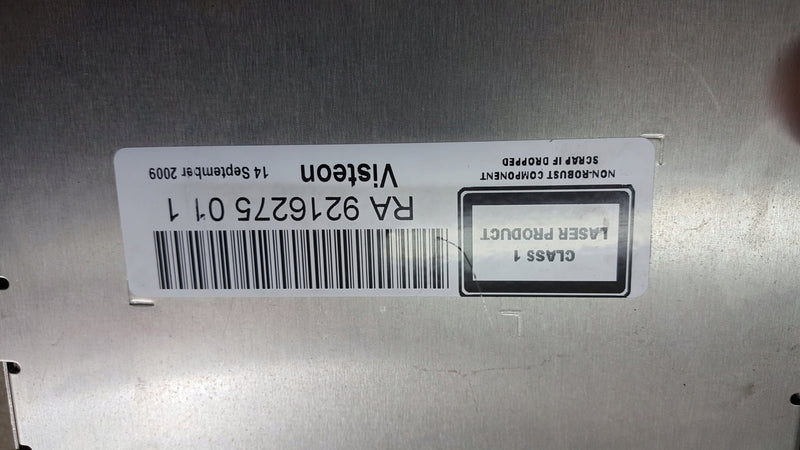 CLASS 1
LASER PRODUCT
NON-ROBUST COMPONENT
SCRAP IF DROPPED
RA 9216275 01 1
Visteon
14 September 2009